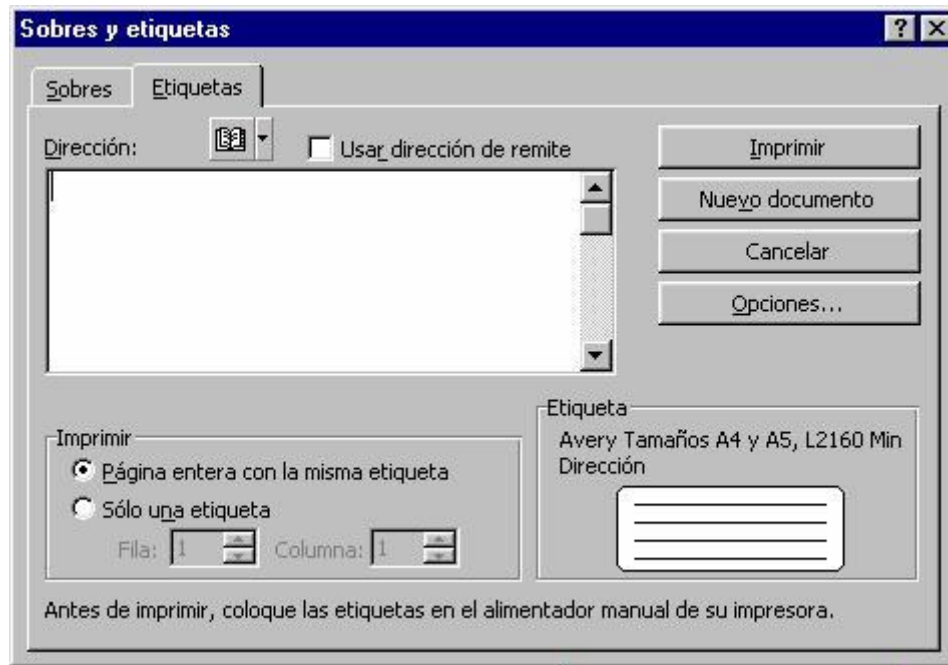 Sobres y etiquetas
Sobres
Etiquetas
Dirección:
Usar dirección de remite
Imprimir
Nuevo documento
Cancelar
Opciones...
Imprimir
Página entera con la misma etiqueta
Sólo una etiqueta
Fila: 1 Columna: 1
Etiqueta
Avery Tamaños A4 y A5, L2160 Min
Dirección
Antes de imprimir, coloque las etiquetas en el alimentador manual de su impresora.